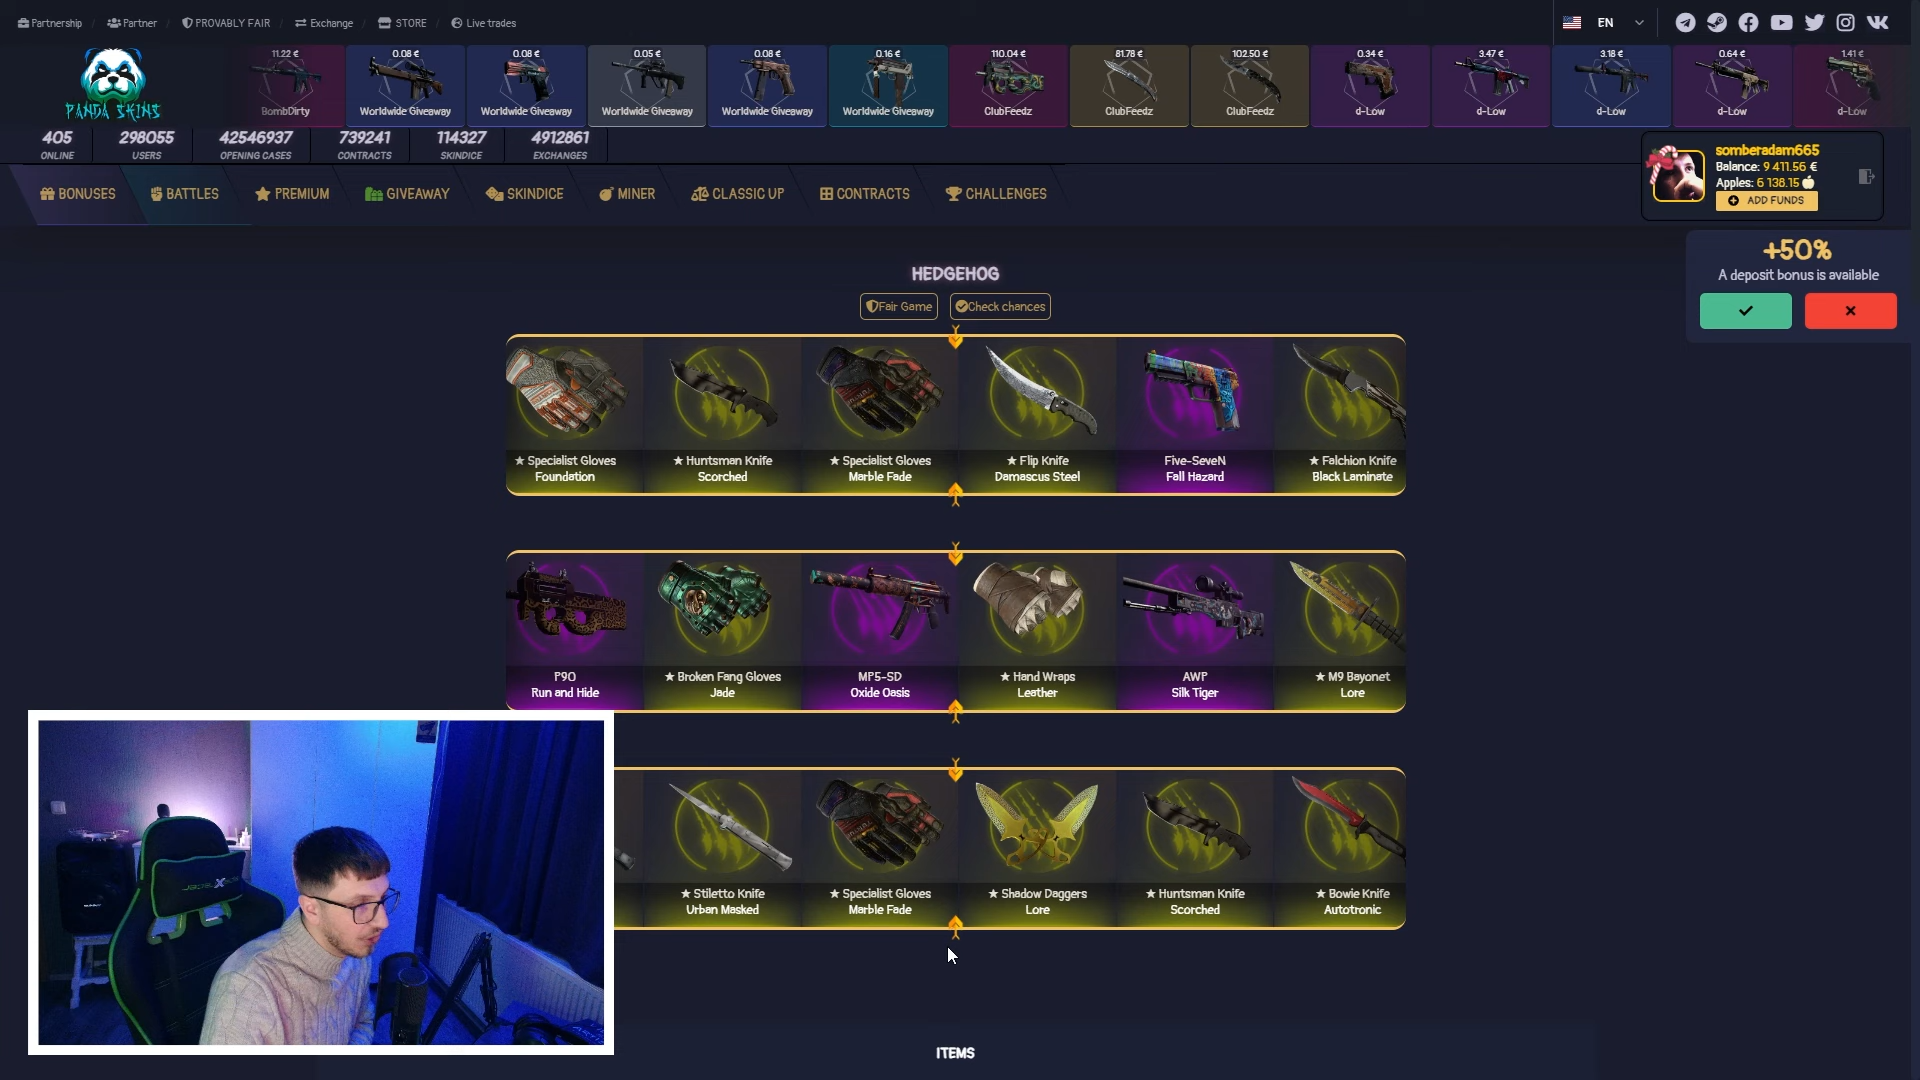 Partnership / Partner / PROVABLY FAIR / Exchange / STORE / Live trades
EN
11.22 €
BombDirty
0.08 €
Worldwide Giveaway
0.08 €
Worldwide Giveaway
0.05 €
Worldwide Giveaway
0.08 €
Worldwide Giveaway
0.16 €
Worldwide Giveaway
110.04 €
ClubFeedz
81.78 €
ClubFeedz
102.50 €
ClubFeedz
0.34 €
d-Low
3.47 €
d-Low
3.18 €
d-Low
0.64 €
d-Low
1.41 €
d-Low
PANDA SKINS
405
ONLINE
298055
USERS
42546937
OPENING CASES
739241
CONTRACTS
114327
SKINDICE
4912861
EXCHANGES
somberadam665
Balance: 9 411.56 €
Apples: 6 138.15
ADD FUNDS
BONUSES
BATTLES
PREMIUM
GIVEAWAY
SKINDICE
MINER
CLASSIC UP
CONTRACTS
CHALLENGES
+50%
A deposit bonus is available
HEDGEHOG
Fair Game
Check chances
★ Specialist Gloves
Foundation
★ Huntsman Knife
Scorched
★ Specialist Gloves
Marble Fade
★ Flip Knife
Damascus Steel
Five-SeveN
Fall Hazard
★ Falchion Knife
Black Laminate
P90
Run and Hide
★ Broken Fang Gloves
Jade
MP5-SD
Oxide Oasis
★ Hand Wraps
Leather
AWP
Silk Tiger
★ M9 Bayonet
Lore
★ Stiletto Knife
Urban Masked
★ Specialist Gloves
Marble Fade
★ Shadow Daggers
Lore
★ Huntsman Knife
Scorched
★ Bowie Knife
Autotronic
ITEMS